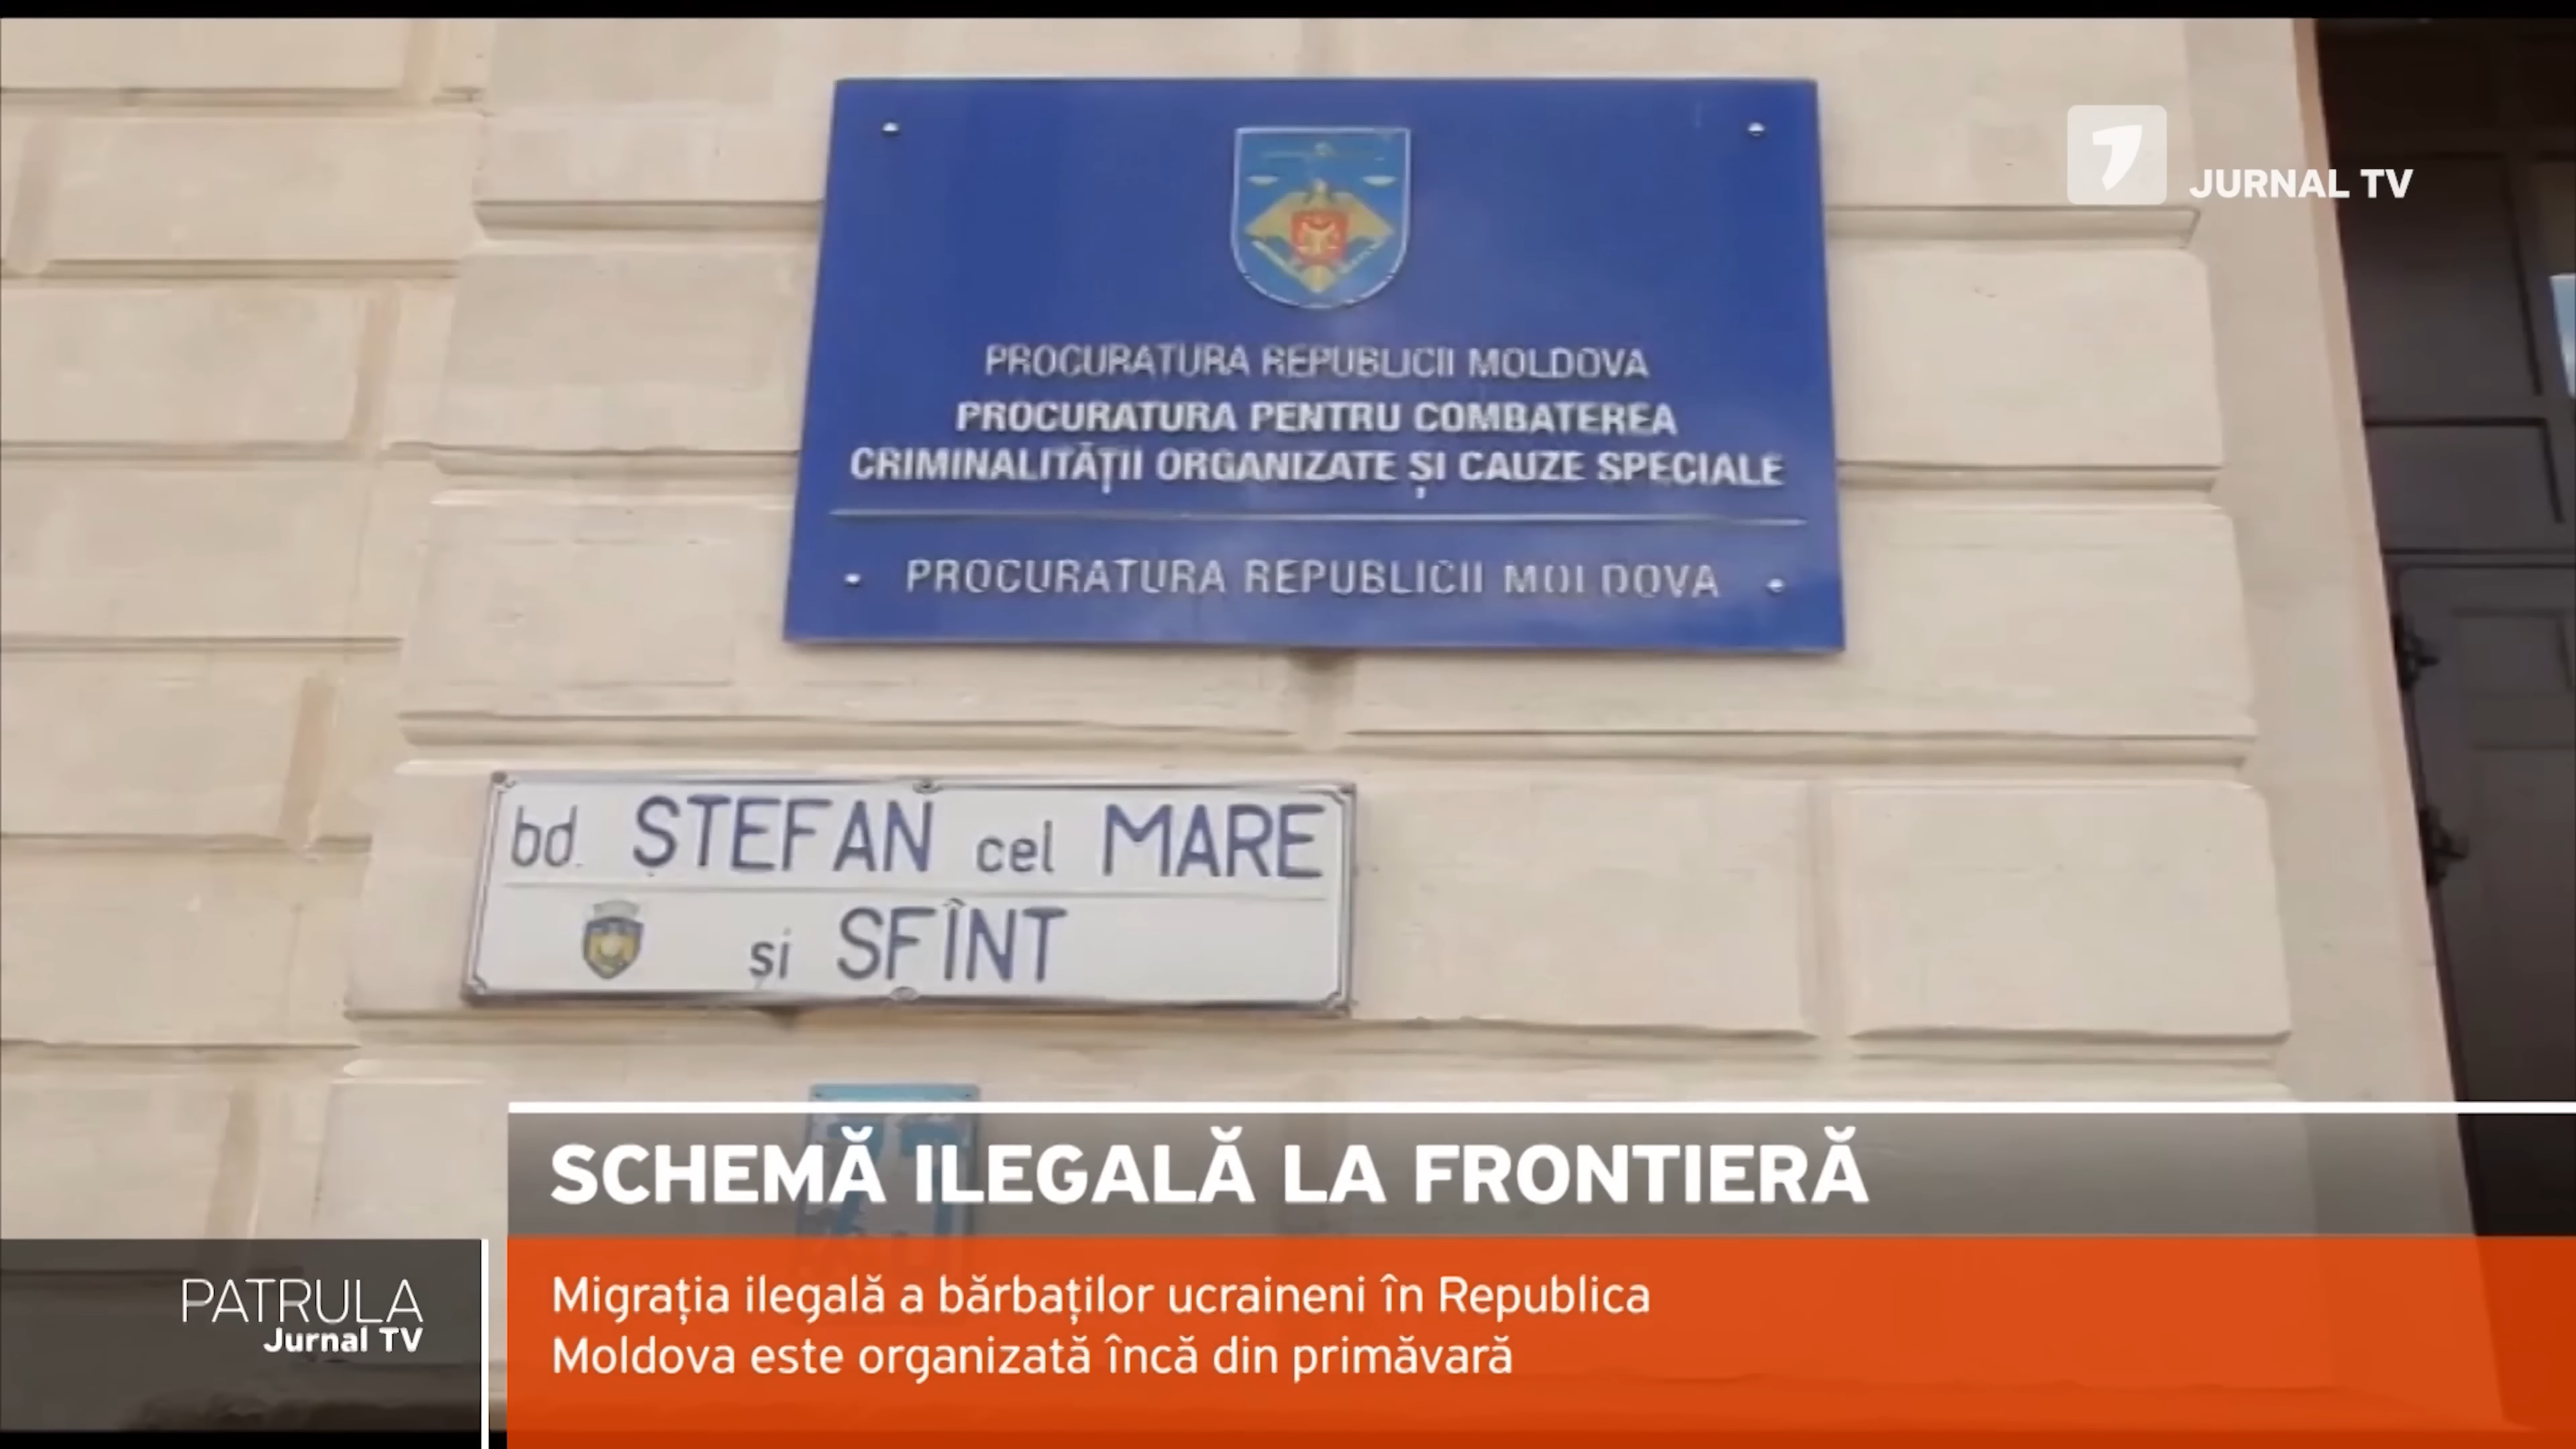 JURNAL TV
PROCURATURA REPUBLICII MOLDOVA
PROCURATURA PENTRU COMBATEREA
CRIMINALITĂȚII ORGANIZATE ȘI CAUZE SPECIALE
PROCURATURA REPUBLICII MOLDOVA
bd. ȘTEFAN cel MARE
și SFÎNT
SCHEMĂ ILEGALĂ LA FRONTIERĂ
Migrația ilegală a bărbaților ucraineni în Republica
Moldova este organizată încă din primăvară
PATRULA
Jurnal TV